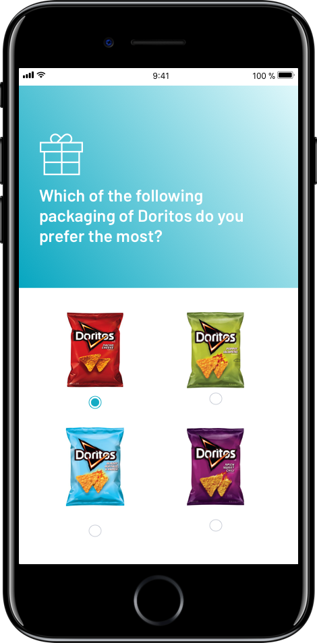 9:41
100 %
Which of the following
packaging of Doritos do you
prefer the most?
Doritos
Doritos
Doritos
Doritos